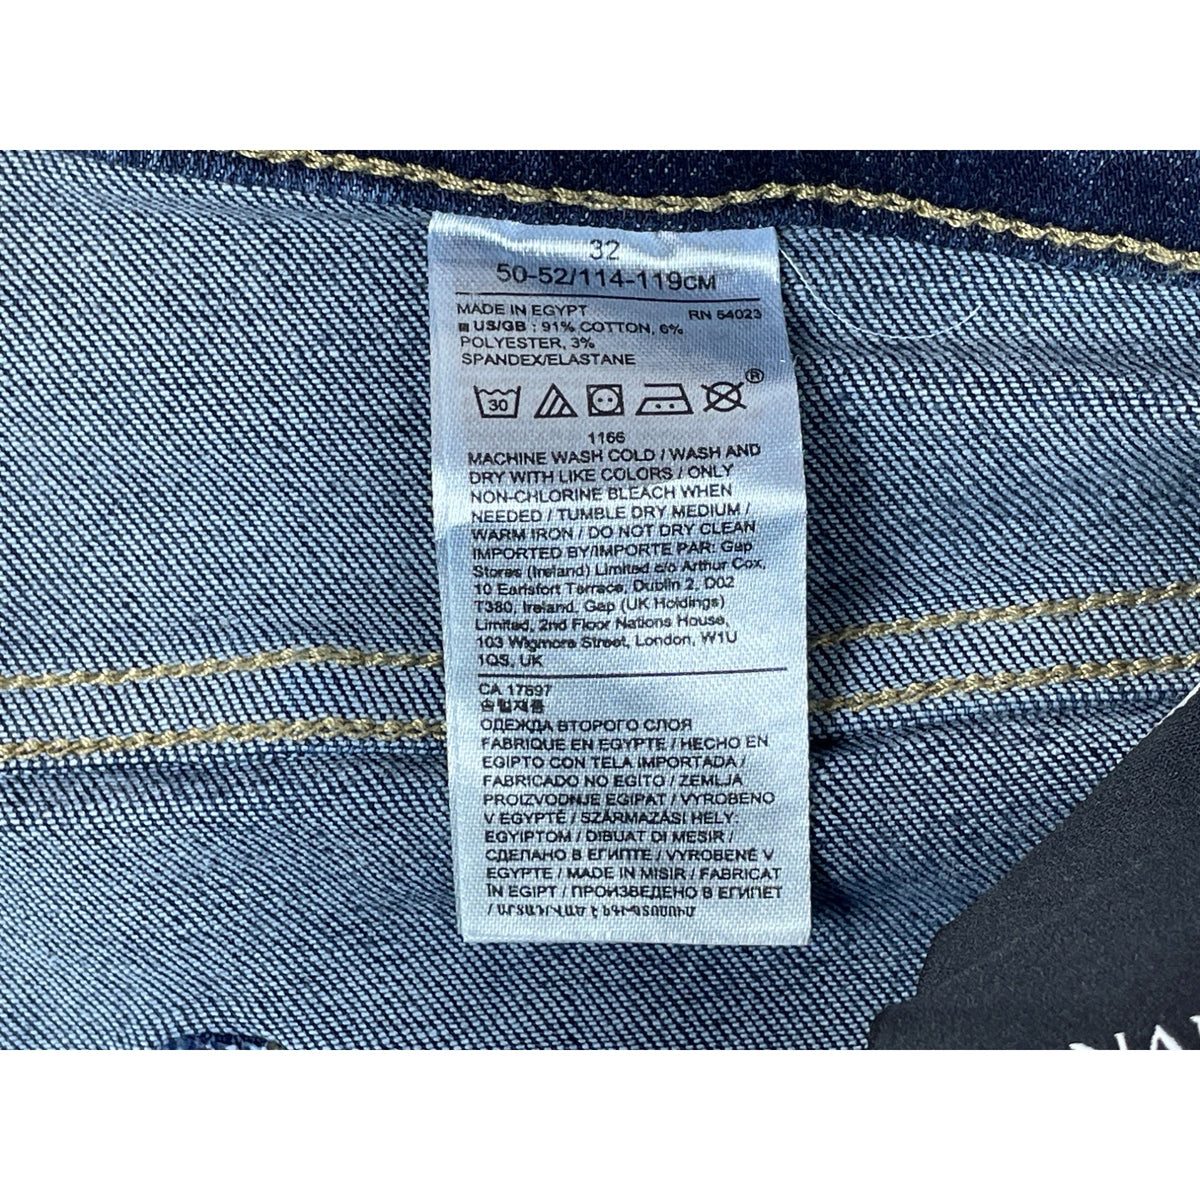 32
50-52/114-119CM
MADE IN EGYPT RN 54023
US/GB : 91% COTTON, 6%
POLYESTER, 3%
SPANDEX/ELASTANE
30 ®
1166
MACHINE WASH COLD / WASH AND
DRY WITH LIKE COLORS / ONLY
NON-CHLORINE BLEACH WHEN
NEEDED / TUMBLE DRY MEDIUM /
WARM IRON / DO NOT DRY CLEAN
IMPORTED BY/IMPORTE PAR: Gap
Stores (Ireland) Limited c/o Arthur Cox,
10 Earlsfort Terrace, Dublin 2, D02
T380, Ireland, Gap (UK Holdings)
Limited, 2nd Floor Nations House,
103 Wigmore Street, London, W1U
1QS, UK
CA 17897
솔텔제품
ОДЕЖДА ВТОРОГО СЛОЯ
FABRIQUE EN EGYPTE / HECHO EN
EGIPTO CON TELA IMPORTADA /
FABRICADO NO EGITO / ZEMLJA
PROIZVODNJE EGIPAT / VYROBENO
V EGYPTĚ / SZÁRMAZÁSI HELY:
EGYIPTOM / DIBUAT DI MESIR /
СДЕЛАНО В ЕГИПТЕ / VYROBENÉ V
EGYPTE / MADE IN MISIR / FABRICAT
ÎN EGIPT / ПРОИЗВЕДЕНО В ЕГИПЕТ